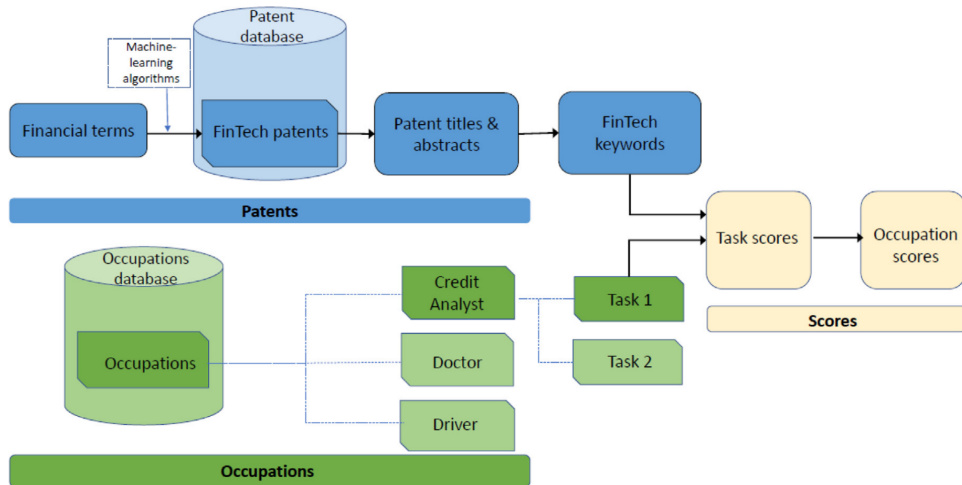 Patent
database
Machine-
learning
algorithms
Financial terms
FinTech patents
Patent titles &
abstracts
FinTech
keywords
Patents
Task scores
Occupation
scores
Scores
Occupations
database
Occupations
Credit
Analyst
Doctor
Driver
Task 1
Task 2
Occupations